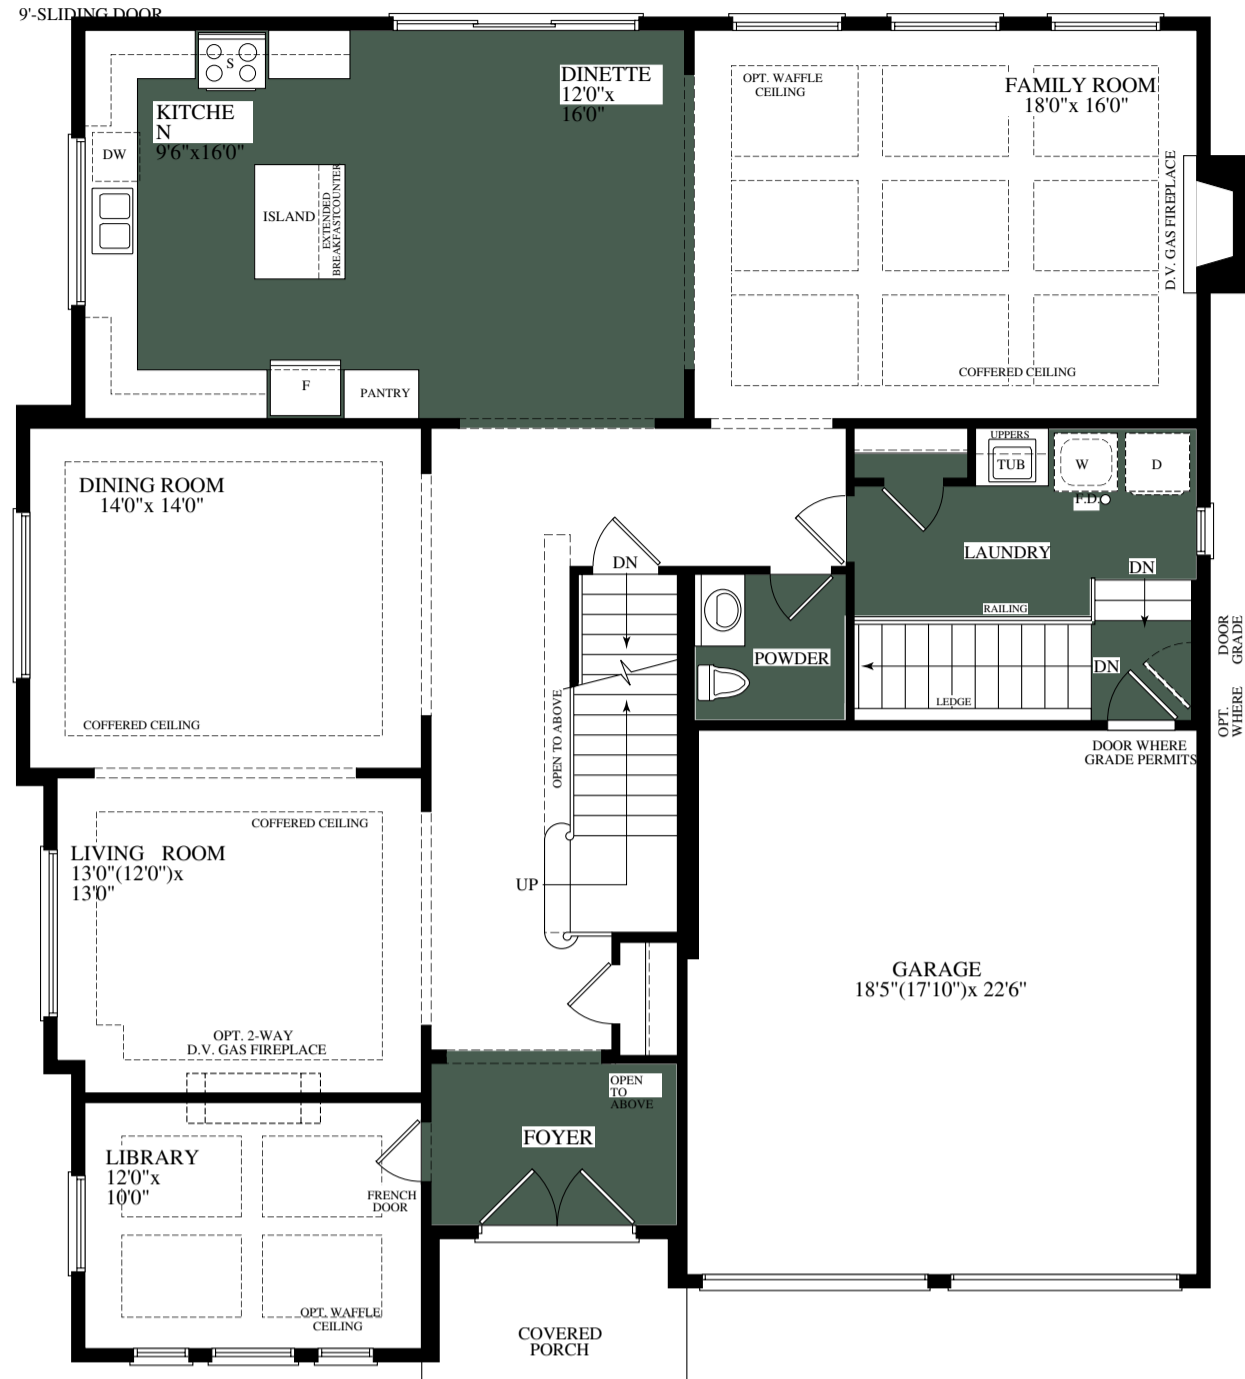 9'-SLIDING DOOR
S
KITCHE
N
9'6"x16'0"
DINETTE
12'0"x
16'0"
OPT. WAFFLE
CEILING
FAMILY ROOM
18'0"x 16'0"
DW
ISLAND
EXTENDED
BREAKFASTCOUNTER
D.V. GAS FIREPLACE
F
PANTRY
COFFERED CEILING
DINING ROOM
14'0"x 14'0"
COFFERED CEILING
UPPERS
TUB
W
D
F.D.
LAUNDRY
DN
DN
RAILING
POWDER
DN
LEDGE
DOOR
GRADE
OPT.
WHERE
OPEN TO ABOVE
DOOR WHERE
GRADE PERMITS
COFFERED CEILING
LIVING ROOM
13'0"(12'0")x
13'0"
UP
GARAGE
18'5"(17'10")x 22'6"
OPT. 2-WAY
D.V. GAS FIREPLACE
OPEN
TO
ABOVE
FOYER
LIBRARY
12'0"x
10'0"
FRENCH
DOOR
OPT. WAFFLE
CEILING
COVERED
PORCH